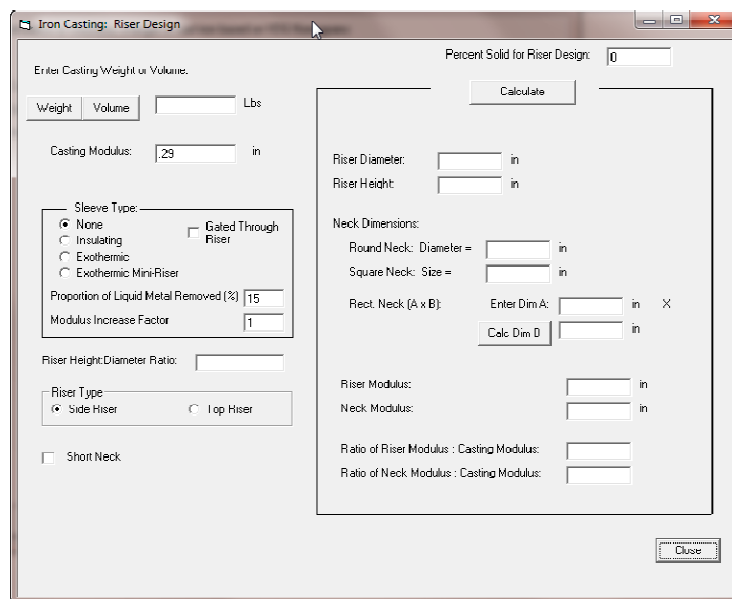 Iron Casting: Riser Design
Percent Solid for Riser Design: 0
Enter Casting Weight or Volume:
Weight Volume Lbs
Casting Modulus: .29 in
Sleeve Type:
None
Insulating
Exothermic
Exothermic Mini-Riser
Gated Through
Riser
Proportion of Liquid Metal Removed (%) 15
Modulus Increase Factor 1
Riser Height:Diameter Ratio:
Riser Type
Side Riser Top Riser
Short Neck
Calculate
Riser Diameter: in
Riser Height: in
Neck Dimensions:
Round Neck: Diameter = in
Square Neck: Size = in
Rect. Neck (A x B): Enter Dim A: in X
Calc Dim B in
Riser Modulus: in
Neck Modulus: in
Ratio of Riser Modulus : Casting Modulus:
Ratio of Neck Modulus : Casting Modulus:
Close